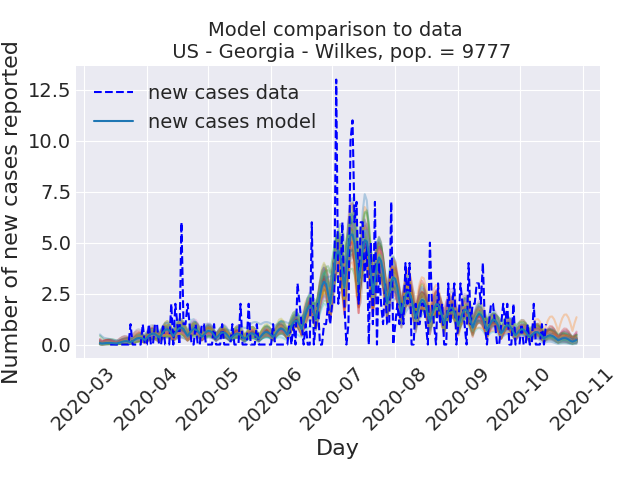 Model comparison to data
US - Georgia - Wilkes, pop. = 9777
Number of new cases reported
12.5
10.0
7.5
5.0
2.5
0.0
new cases data
new cases model
2020-03
2020-04
2020-05
2020-06
2020-07
2020-08
2020-09
2020-10
2020-11
Day